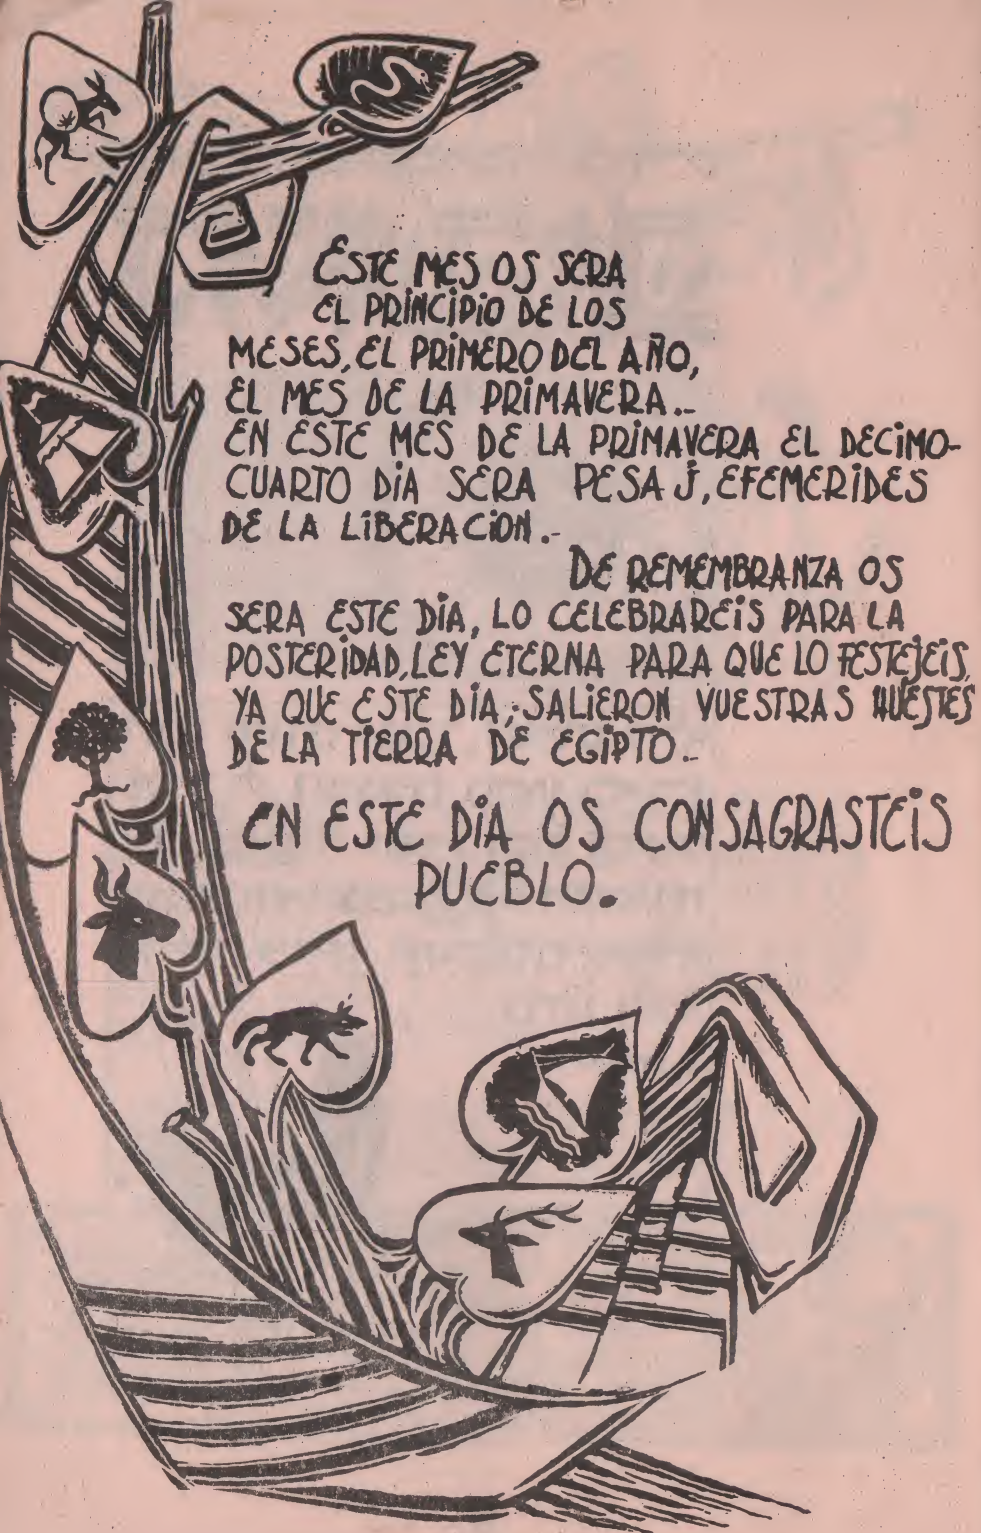 ESTE MES OS SERA
EL PRINCIPIO DE LOS
MESES, EL PRIMERO DEL AÑO,
EL MES DE LA PRIMAVERA.-
EN ESTE MES DE LA PRIMAVERA EL DECIMO-
CUARTO DIA SERA PESAJ, EFEMERIDES
DE LA LIBERACION.-
DE REMEMBRANZA OS
SERA ESTE DIA, LO CELEBRAREIS PARA LA
POSTERIDAD, LEY ETERNA PARA QUE LO FESTEJEIS,
YA QUE ESTE DIA, SALIERON VUESTRAS HUESTES
DE LA TIERRA DE EGIPTO.-
EN ESTE DIA OS CONSAGRASTEIS
PUEBLO.